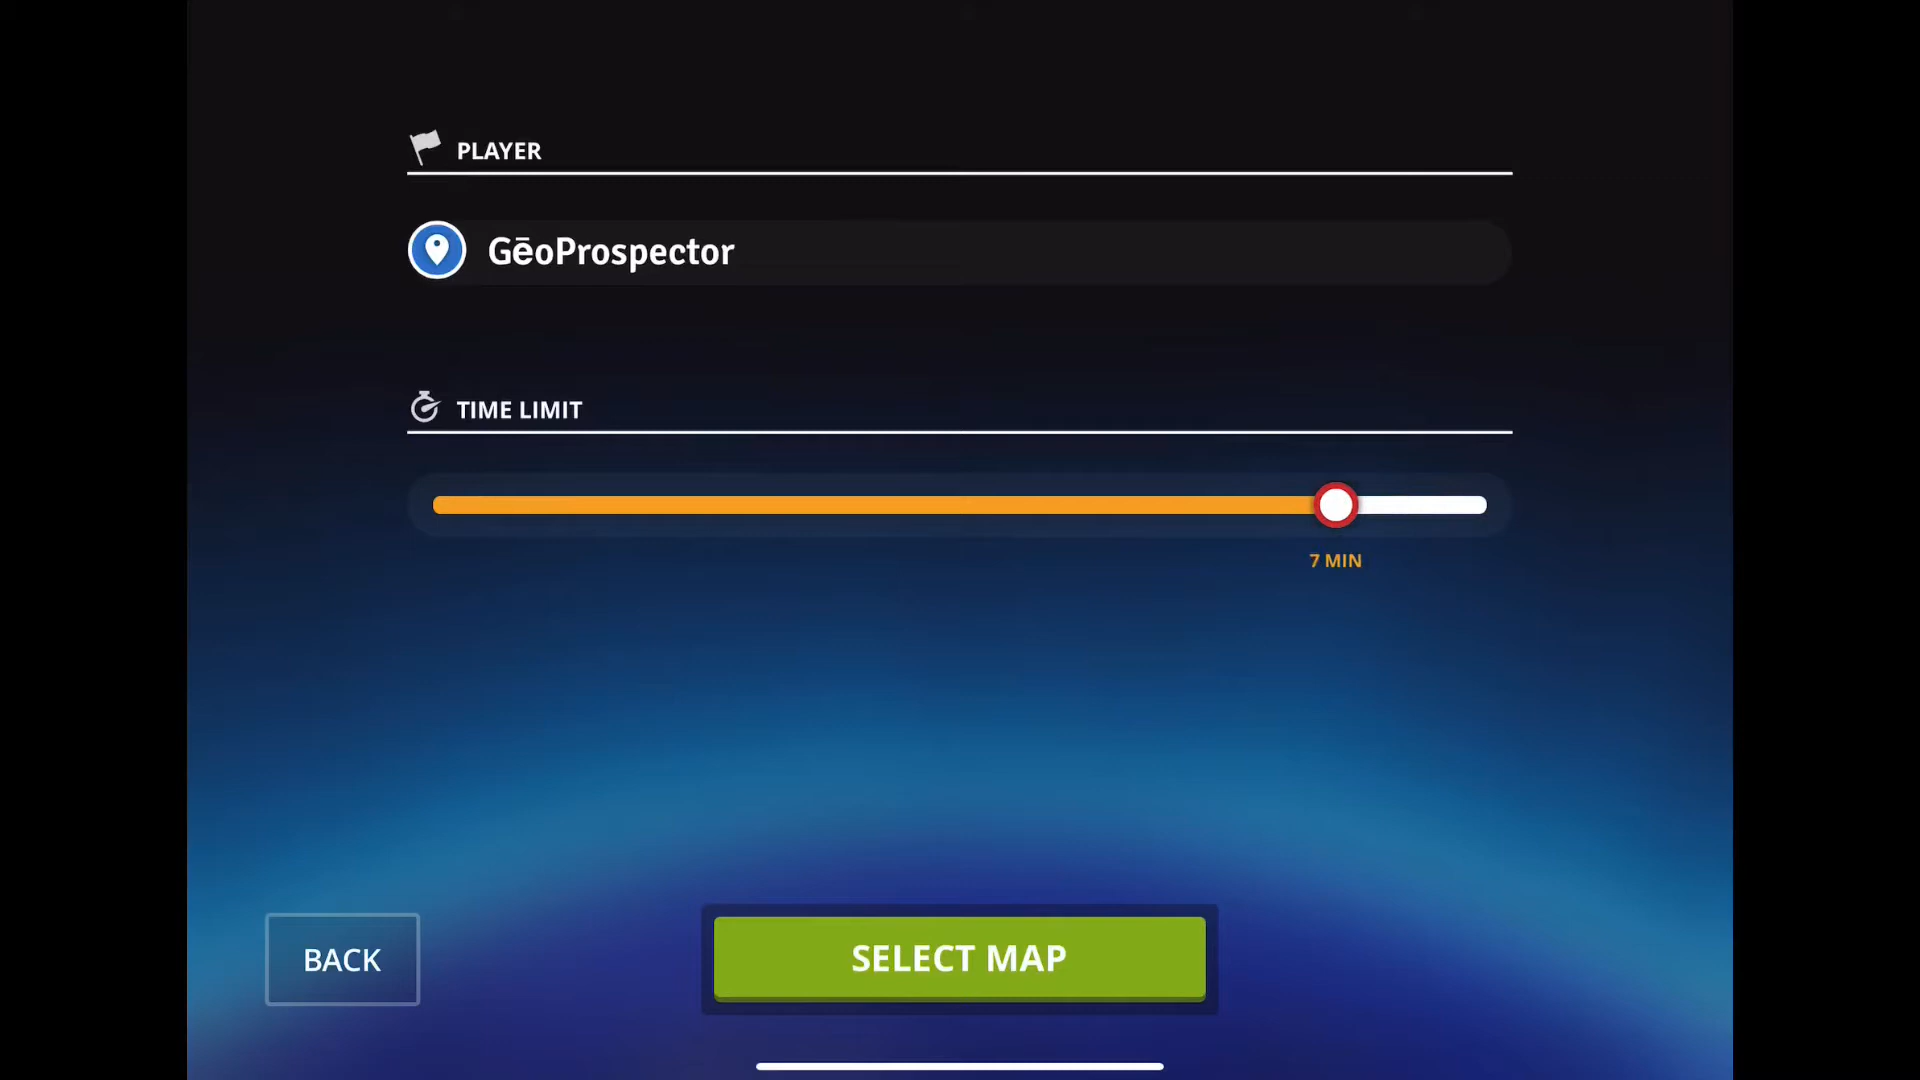 PLAYER
GēoProspector
TIME LIMIT
7 MIN
BACK
SELECT MAP